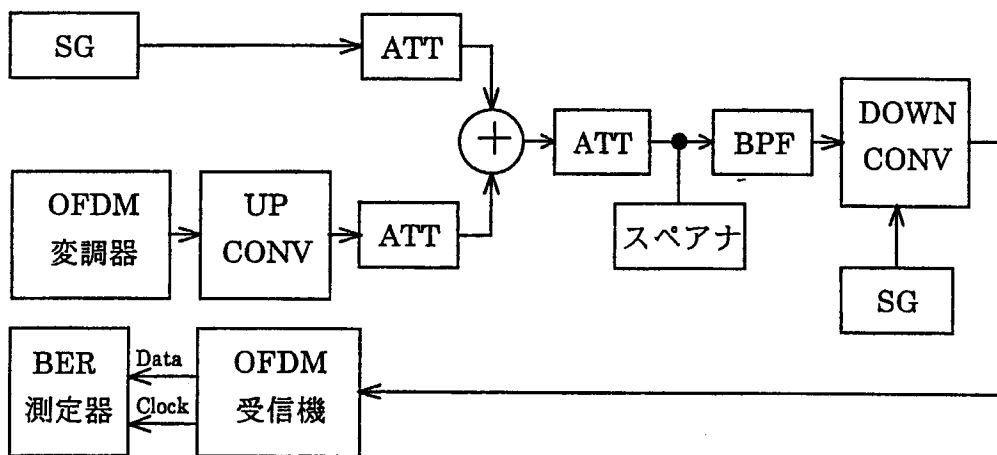 SG
ATT
+
ATT
BPF
DOWN
CONV
OFDM
変調器
UP
CONV
ATT
スペアナ
SG
BER
測定器
Data
Clock
OFDM
受信機